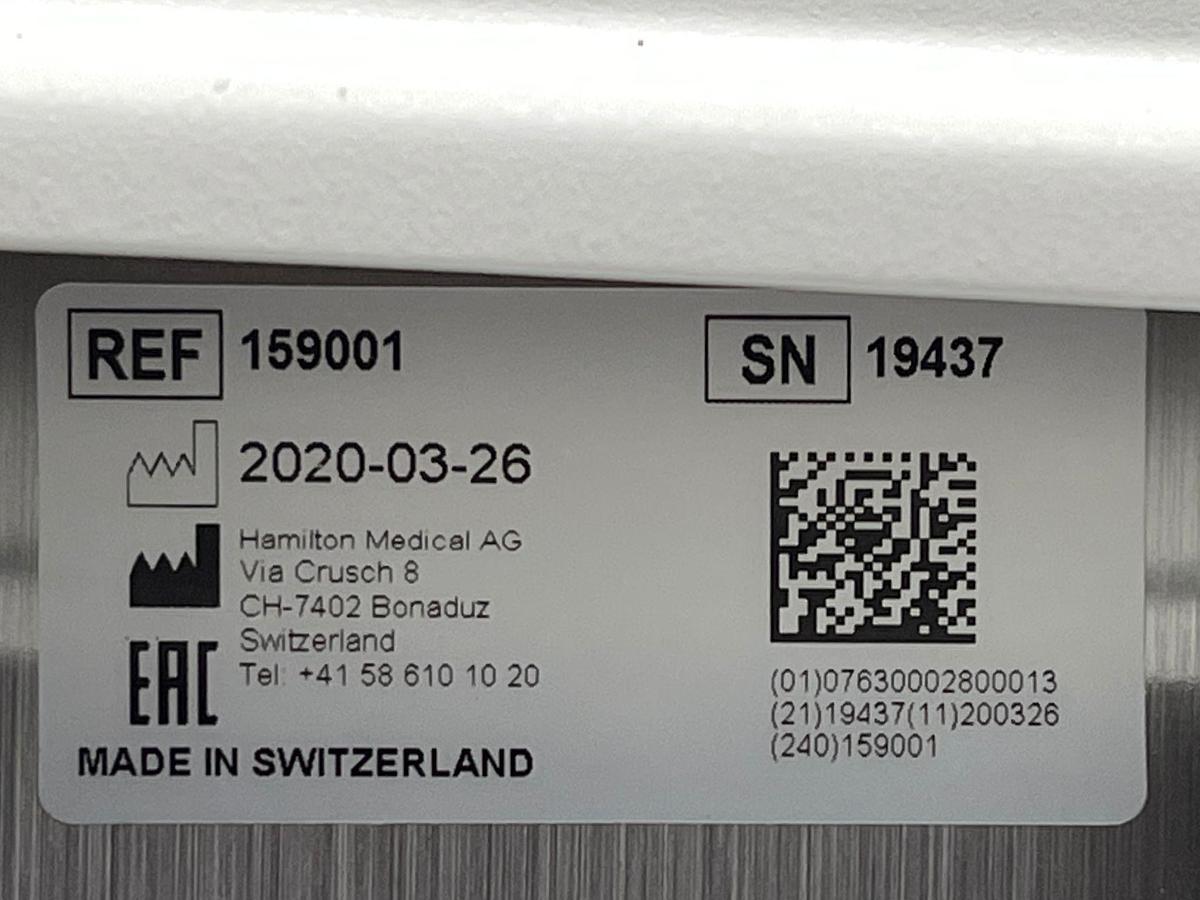 REF 159001
SN 19437
2020-03-26
Hamilton Medical AG
Via Crusch 8
CH-7402 Bonaduz
Switzerland
Tel: +41 58 610 10 20
EAC
MADE IN SWITZERLAND
(01)07630002800013
(21)19437(11)200326
(240)159001